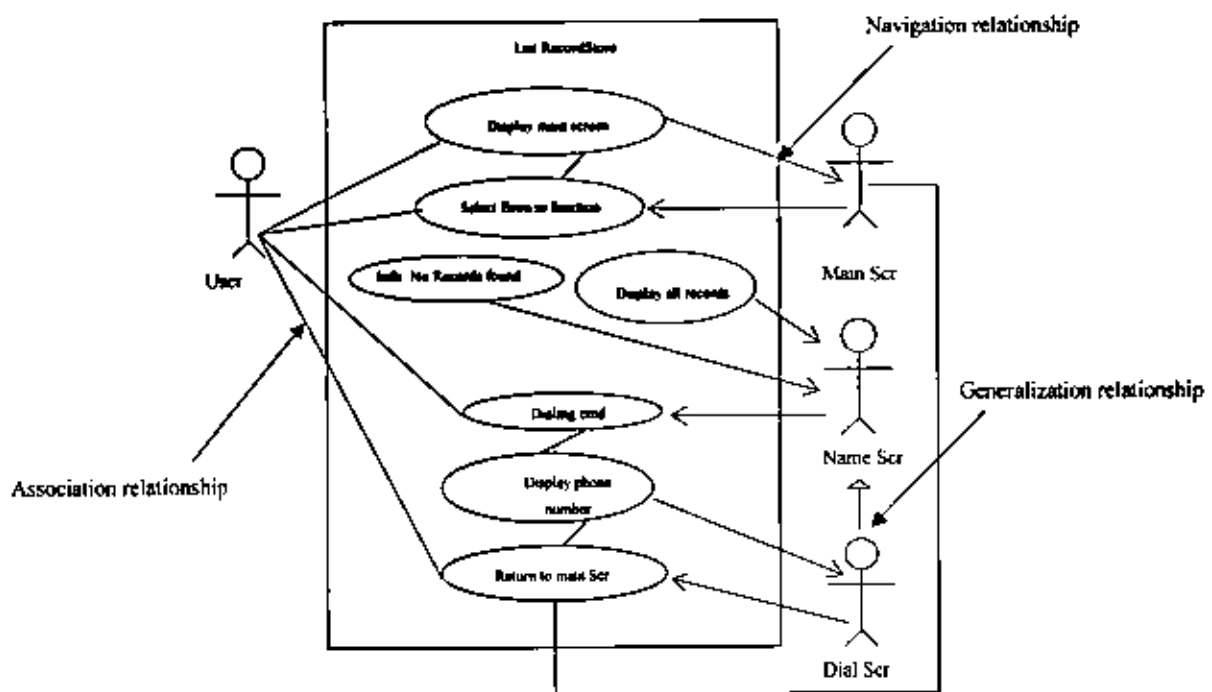 Navigation relationship
List RecordStore
Display main screen
Select Browse function
User
Info No Records found
Display all records
Main Scr
Generalization relationship
Dialing cmd
Name Scr
Association relationship
Display phone
number
Return to main Scr
Dial Scr